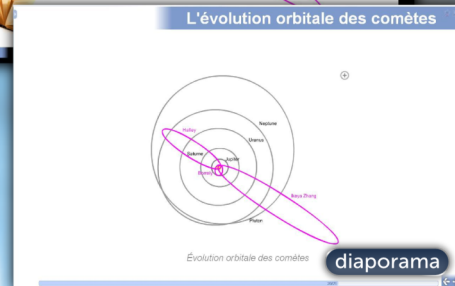 L'évolution orbitale des comètes
Neptune
Halley
Uranus
Saturne
Jupiter
Ikeya Zhang
Pluton
Évolution orbitale des comètes
diaporama